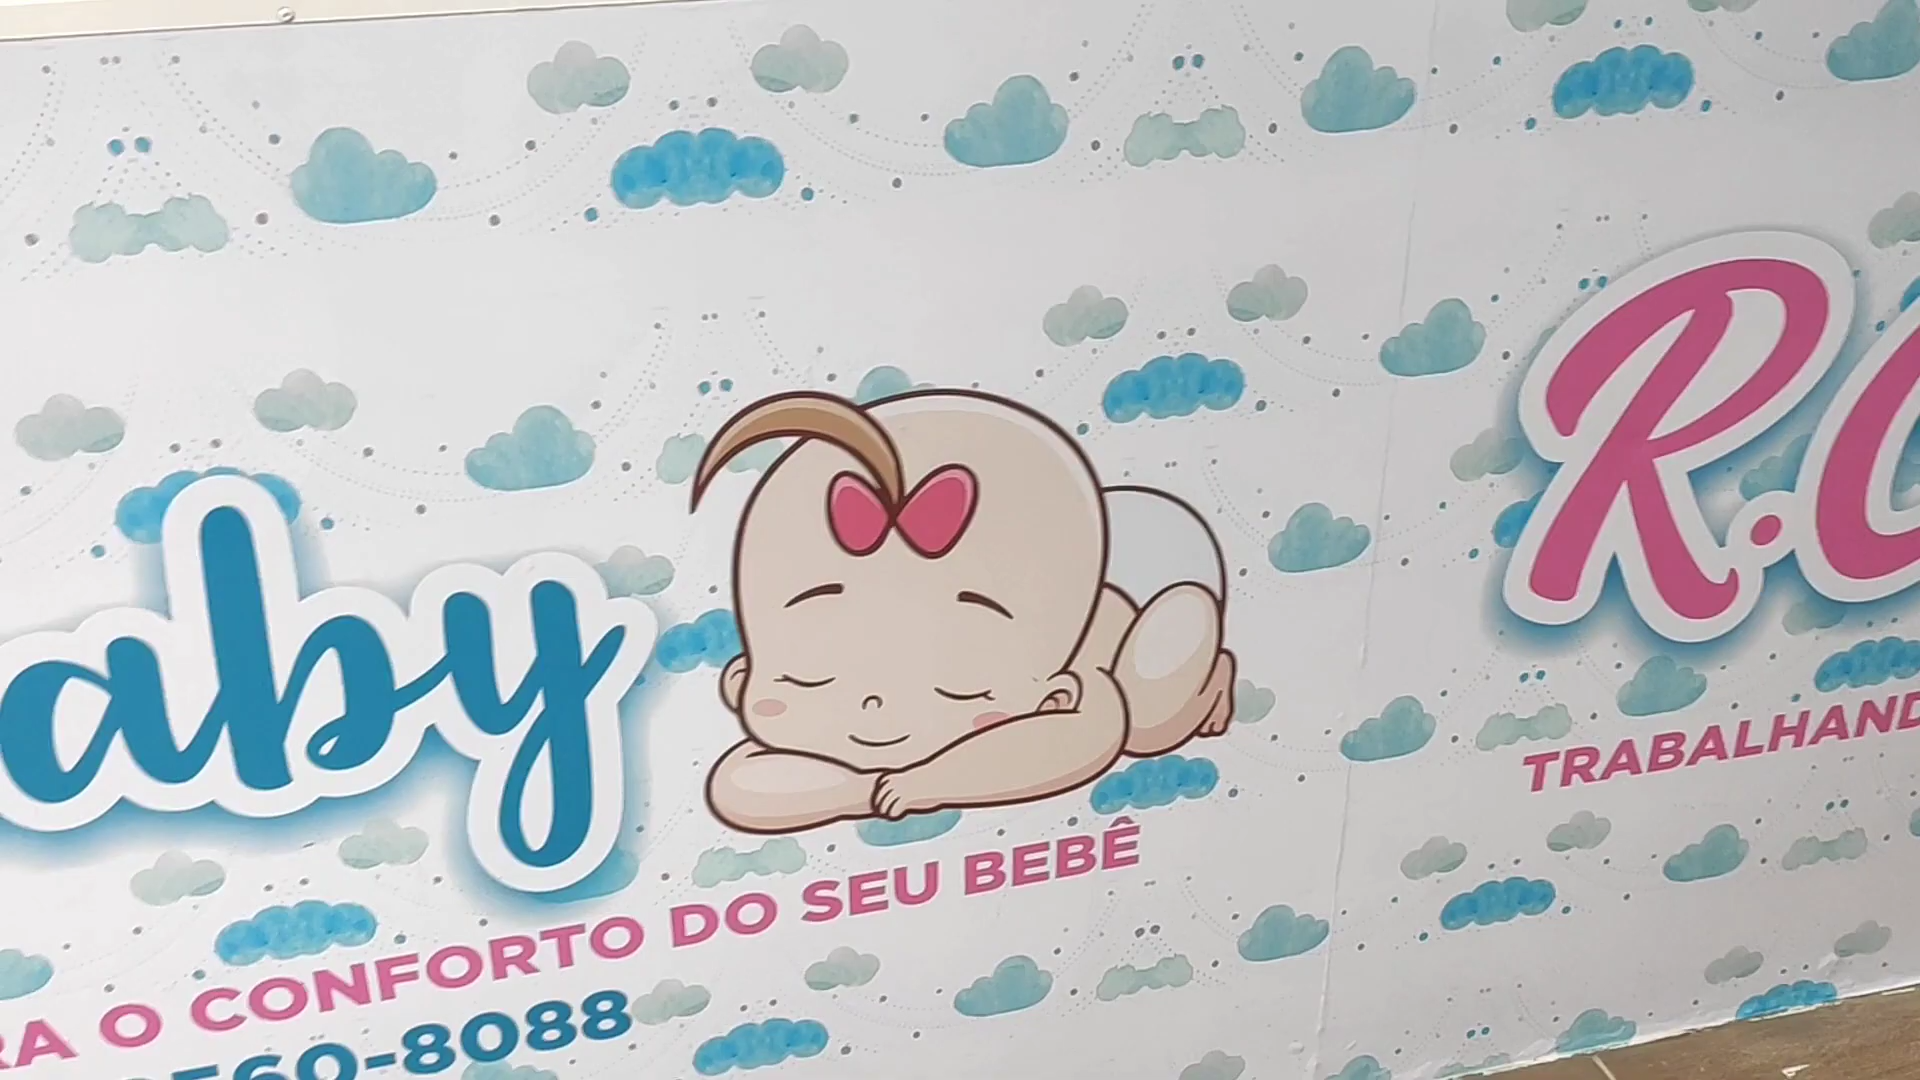 aby
RA O CONFORTO DO SEU BEBÊ
560-8088
R.C
TRABALHAND